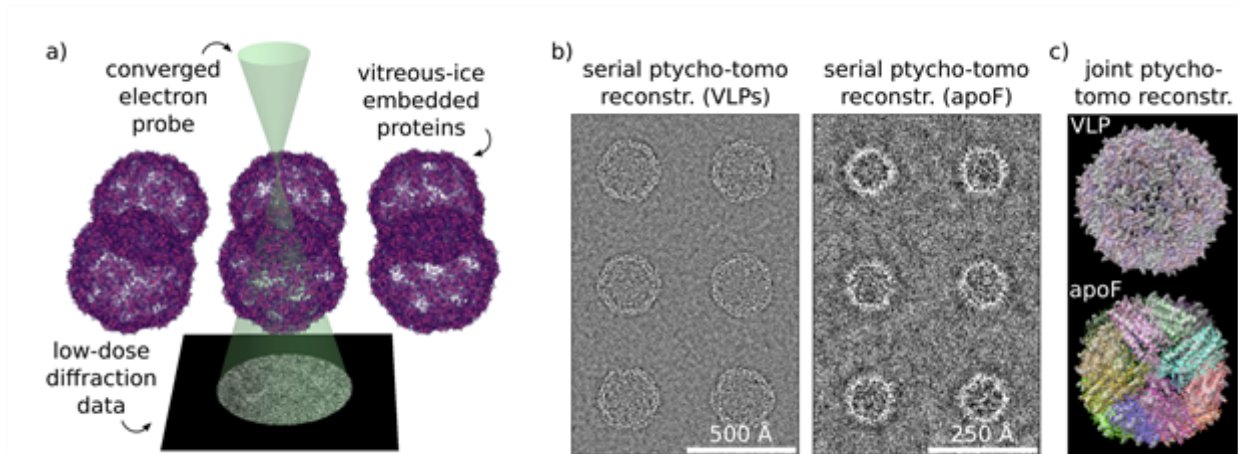 a)
converged
electron
probe
vitreous-ice
embedded
proteins
low-dose
diffraction
data
b)
serial ptycho-tomo
reconstr. (VLPs)
500 Å
serial ptycho-tomo
reconstr. (apoF)
250 Å
c)
joint ptycho-
tomo reconstr.
VLP
apoF